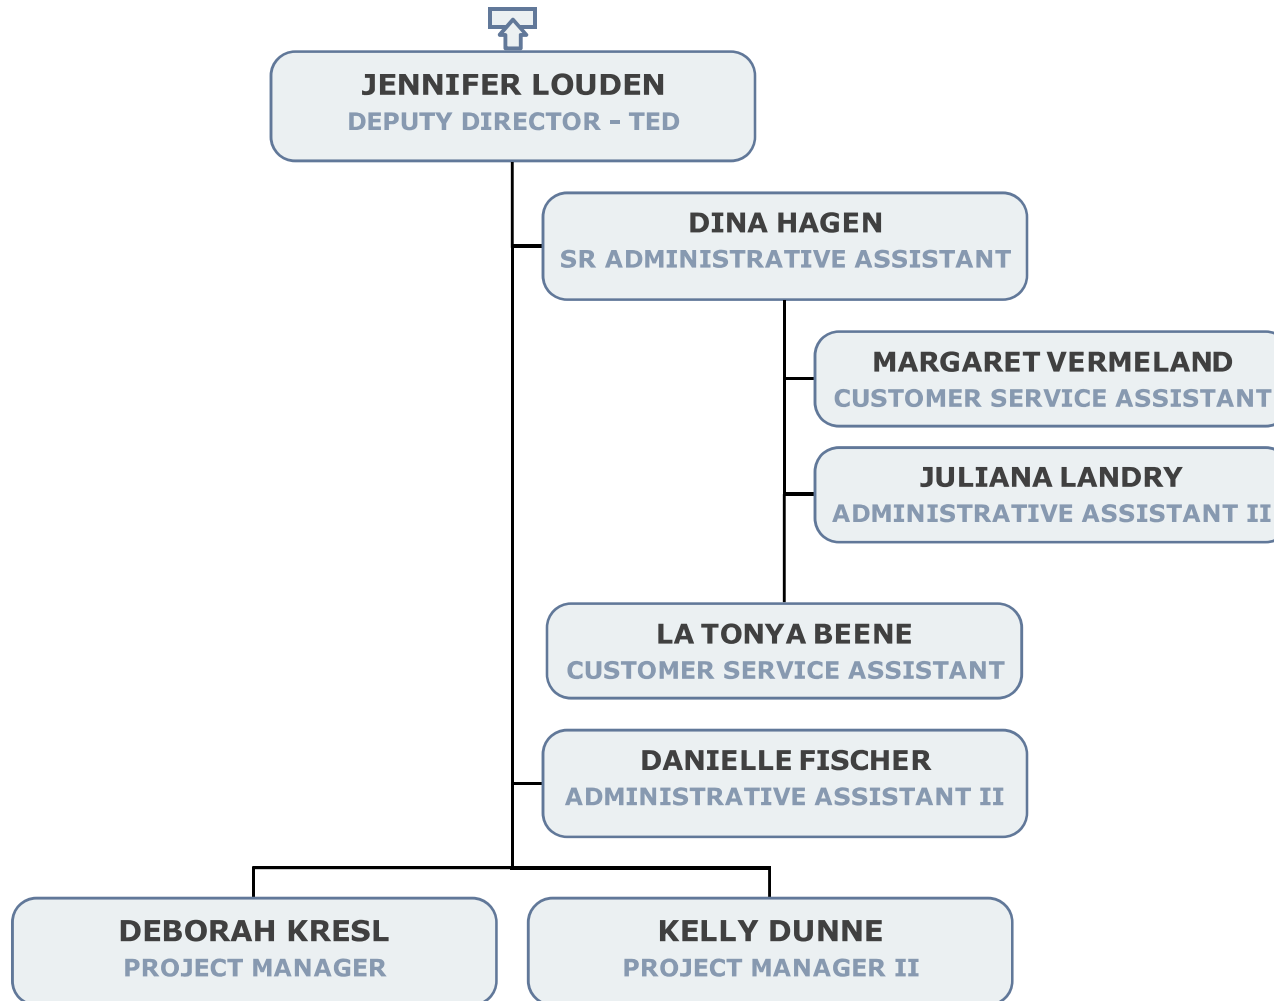 JENNIFER LOUDEN
DEPUTY DIRECTOR - TED
DINA HAGEN
SR ADMINISTRATIVE ASSISTANT
MARGARET VERMELAND
CUSTOMER SERVICE ASSISTANT
JULIANA LANDRY
ADMINISTRATIVE ASSISTANT II
LA TONYA BEENE
CUSTOMER SERVICE ASSISTANT
DANIELLE FISCHER
ADMINISTRATIVE ASSISTANT II
DEBORAH KRESL
PROJECT MANAGER
KELLY DUNNE
PROJECT MANAGER II